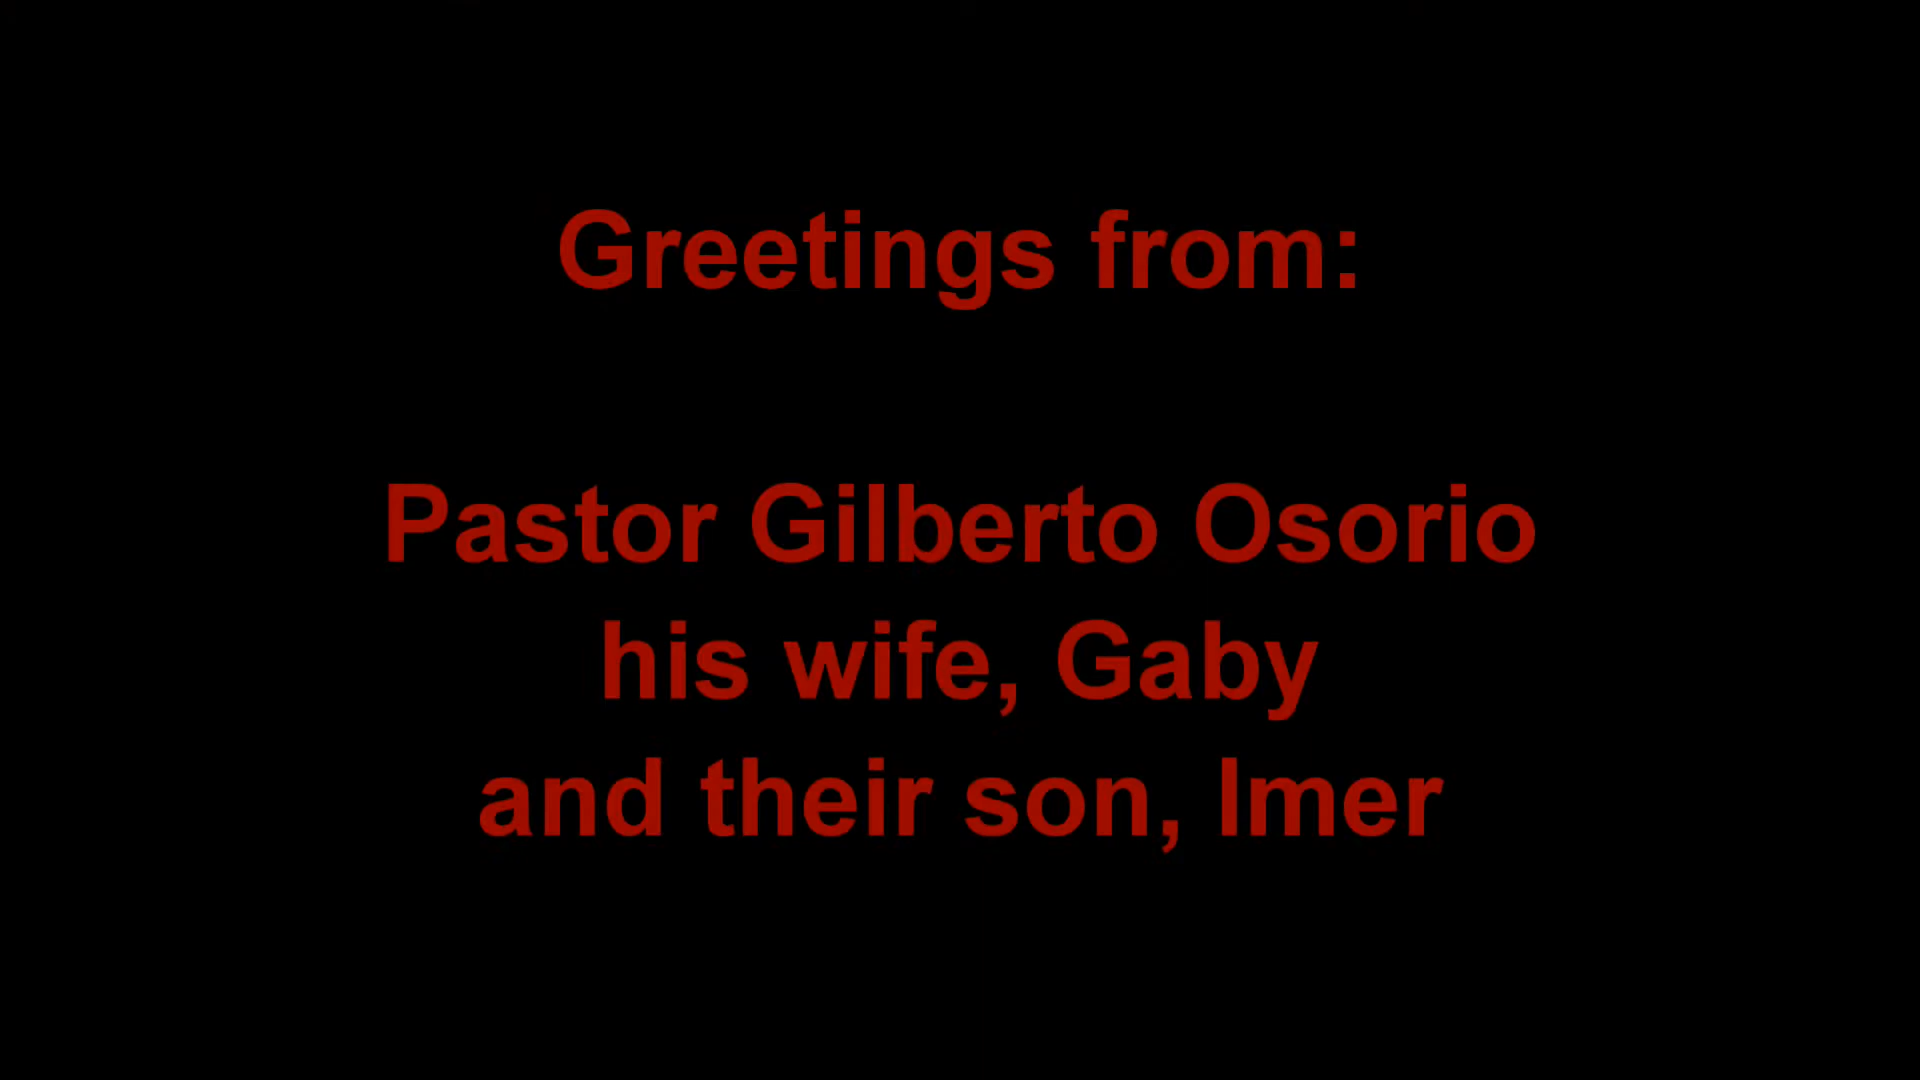 Greetings from:
Pastor Gilberto Osorio
his wife, Gaby
and their son, Imer